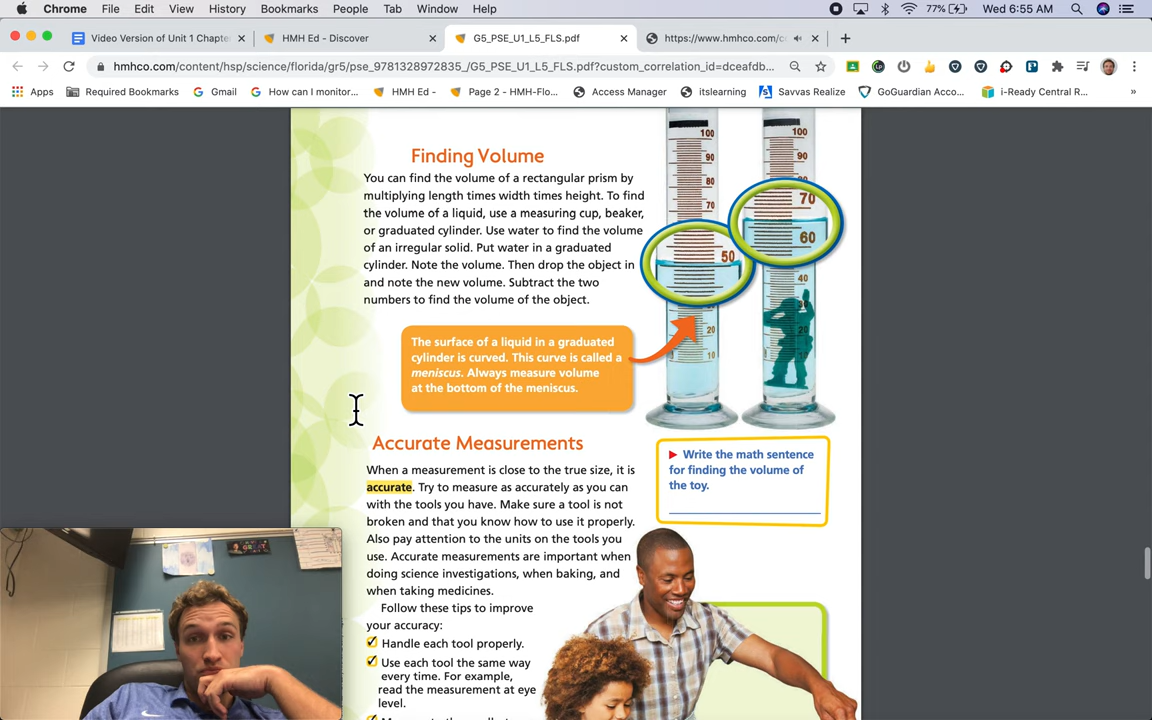 Chrome File Edit View History Bookmarks People Tab Window Help 77% Wed 6:55 AM
Video Version of Unit 1 Chapte HMH Ed - Discover G5_PSE_U1_L5_FLS.pdf https://www.hmhco.com/c
hmhco.com/content/hsp/science/florida/gr5/pse_9781328972835_/G5_PSE_U1_L5_FLS.pdf?custom_correlation_id=dceafdb...
Apps Required Bookmarks Gmail How can I monitor... HMH Ed - Page 2 - HMH-Flo... Access Manager itslearning Savvas Realize GoGuardian Acco... i-Ready Central R... »
Finding Volume
You can find the volume of a rectangular prism by
multiplying length times width times height. To find
the volume of a liquid, use a measuring cup, beaker,
or graduated cylinder. Use water to find the volume
of an irregular solid. Put water in a graduated
cylinder. Note the volume. Then drop the object in
and note the new volume. Subtract the two
numbers to find the volume of the object.
100
90
80
70
50
20
10
100
90
70
60
40
The surface of a liquid in a graduated
cylinder is curved. This curve is called a
meniscus. Always measure volume
at the bottom of the meniscus.
Accurate Measurements
When a measurement is close to the true size, it is
accurate. Try to measure as accurately as you can
with the tools you have. Make sure a tool is not
broken and that you know how to use it properly.
Also pay attention to the units on the tools you
use. Accurate measurements are important when
doing science investigations, when baking, and
when taking medicines.
Follow these tips to improve
your accuracy:
Handle each tool properly.
Use each tool the same way
every time. For example,
read the measurement at eye
level.
Write the math sentence
for finding the volume of
the toy.